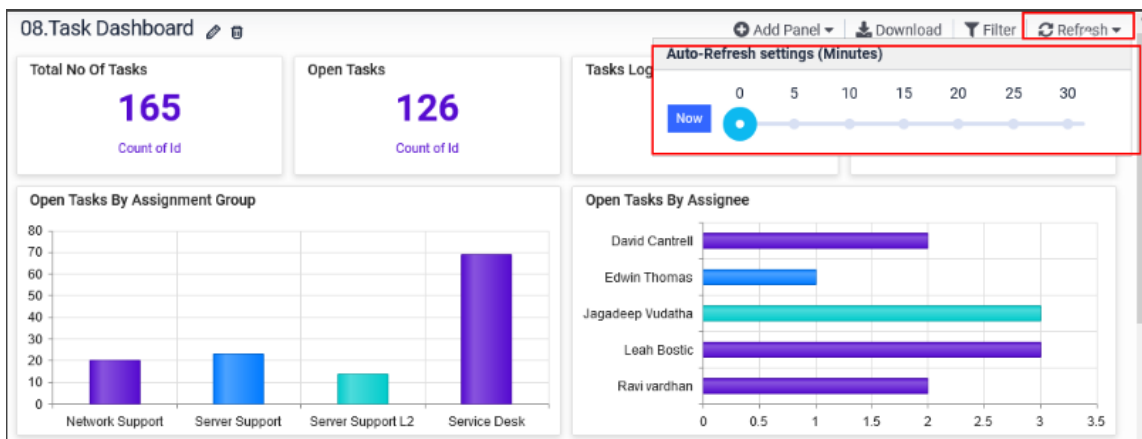 08.Task Dashboard
Add Panel
Download
Filter
Refresh
Auto-Refresh settings (Minutes)
0 5 10 15 20 25 30
Now
Total No Of Tasks
165
Count of Id
Open Tasks
126
Count of Id
Tasks Log
Open Tasks By Assignment Group
80
70
60
50
40
30
20
10
0
Network Support Server Support Server Support L2 Service Desk
Open Tasks By Assignee
David Cantrell
Edwin Thomas
Jagadeep Vudatha
Leah Bostic
Ravi vardhan
0 0.5 1 1.5 2 2.5 3 3.5